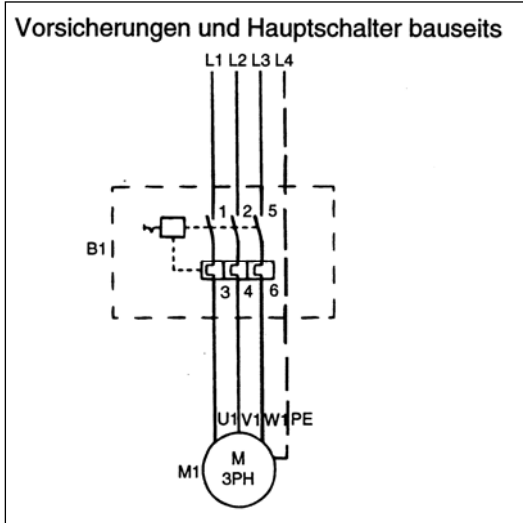 Vorsicherungen und Hauptschalter bauseits
L1 L2 L3 L4
1 2 5
B1
3 4 6
U1 V1 W1 PE
M1
M
3PH